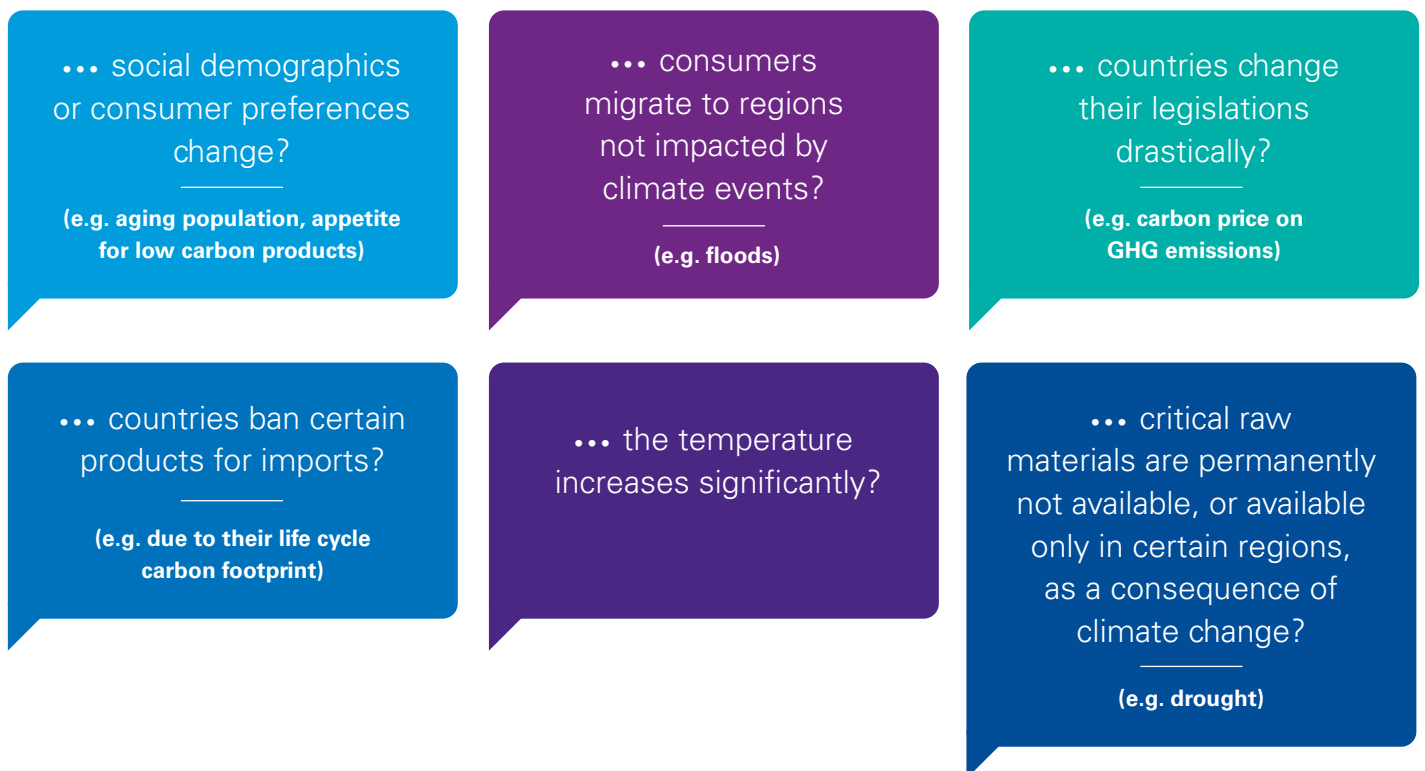 ... social demographics
or consumer preferences
change?
(e.g. aging population, appetite
for low carbon products)
... consumers
migrate to regions
not impacted by
climate events?
(e.g. floods)
... countries change
their legislations
drastically?
(e.g. carbon price on
GHG emissions)
... countries ban certain
products for imports?
(e.g. due to their life cycle
carbon footprint)
... the temperature
increases significantly?
... critical raw
materials are permanently
not available, or available
only in certain regions,
as a consequence of
climate change?
(e.g. drought)